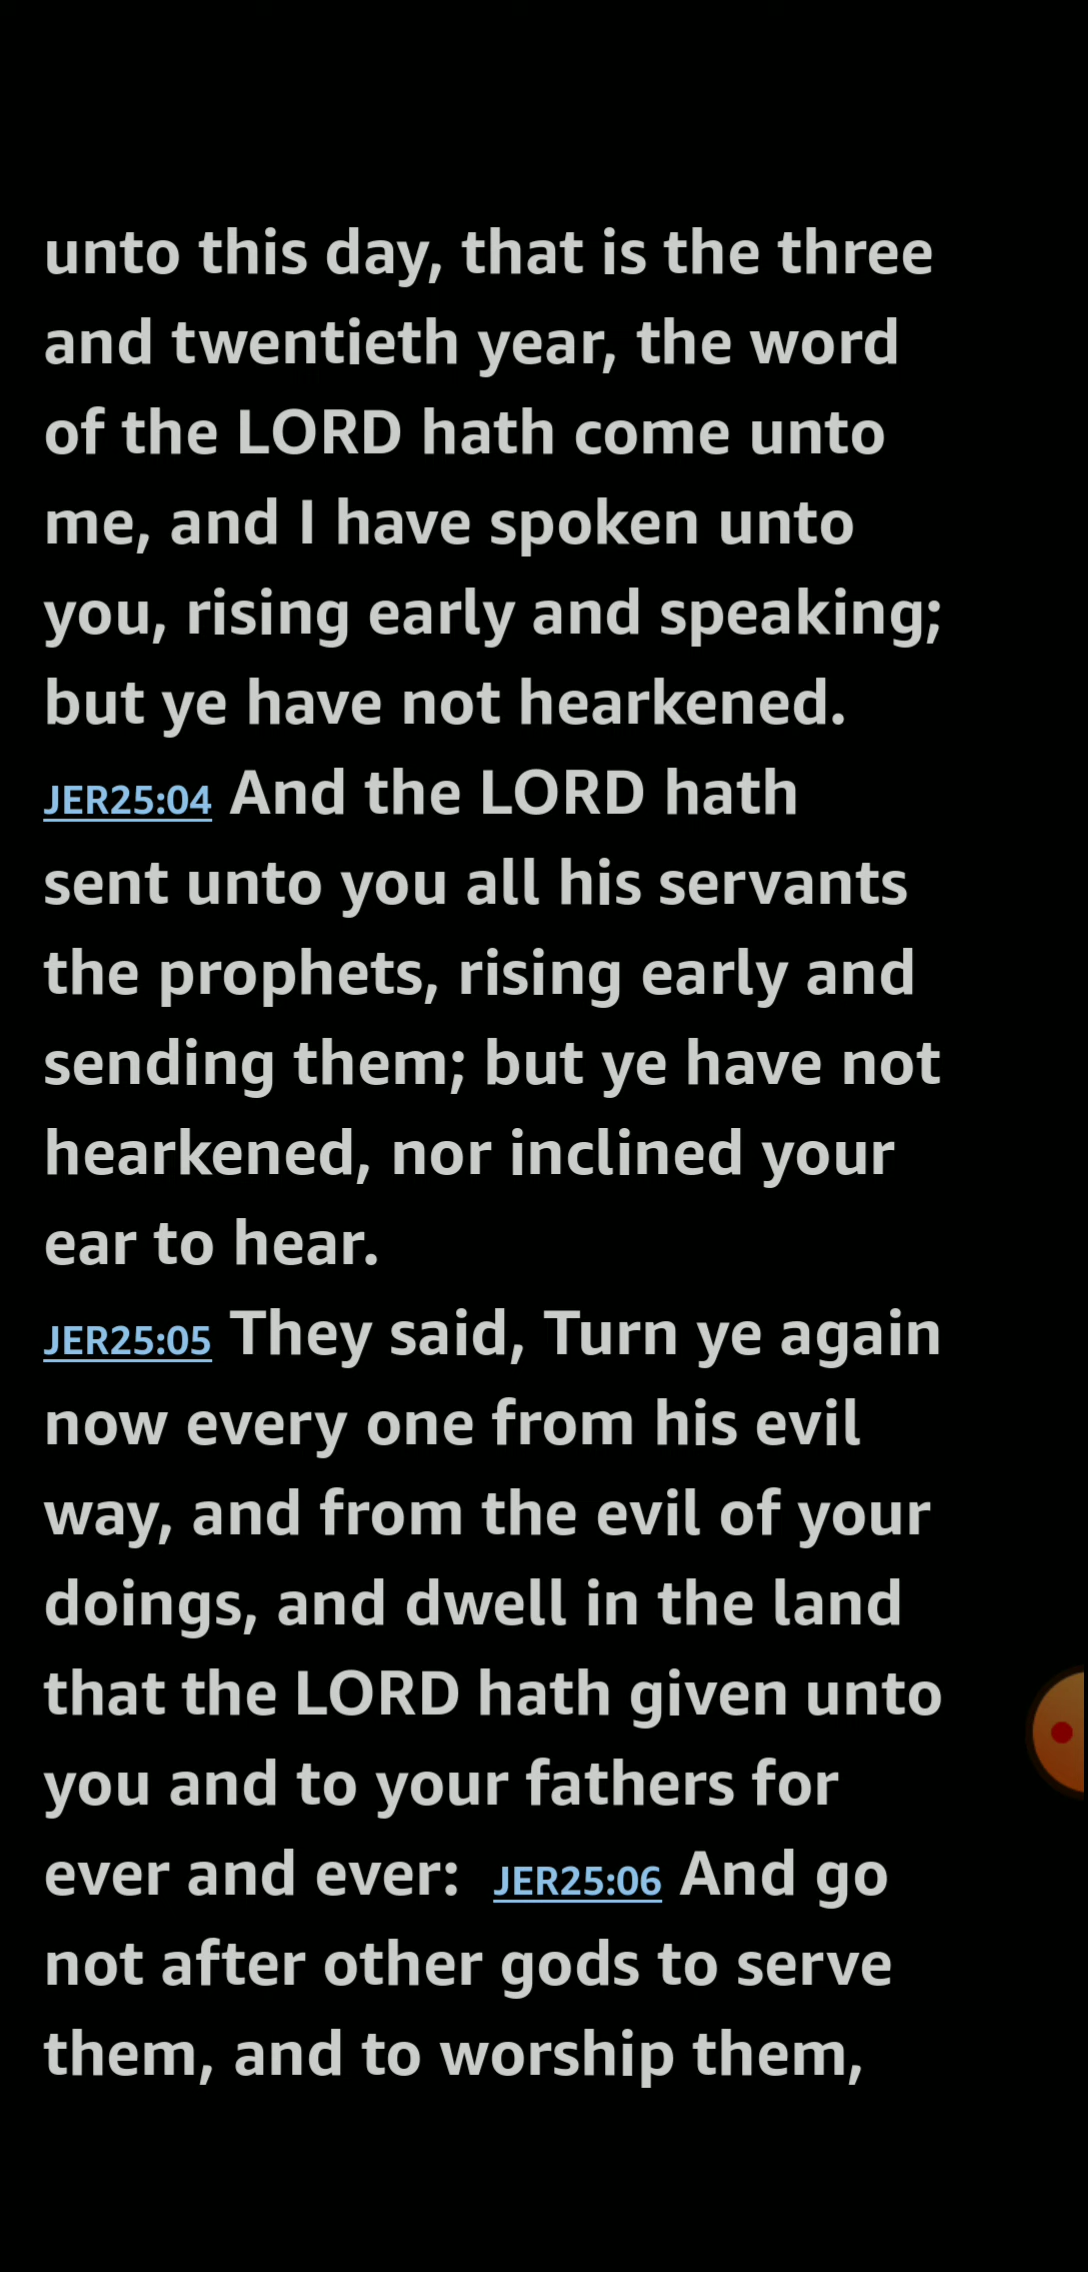 unto this day, that is the three
and twentieth year, the word
of the LORD hath come unto
me, and I have spoken unto
you, rising early and speaking;
but ye have not hearkened.
JER25:04 And the LORD hath
sent unto you all his servants
the prophets, rising early and
sending them; but ye have not
hearkened, nor inclined your
ear to hear.
JER25:05 They said, Turn ye again
now every one from his evil
way, and from the evil of your
doings, and dwell in the land
that the LORD hath given unto
you and to your fathers for
ever and ever: JER25:06 And go
not after other gods to serve
them, and to worship them,